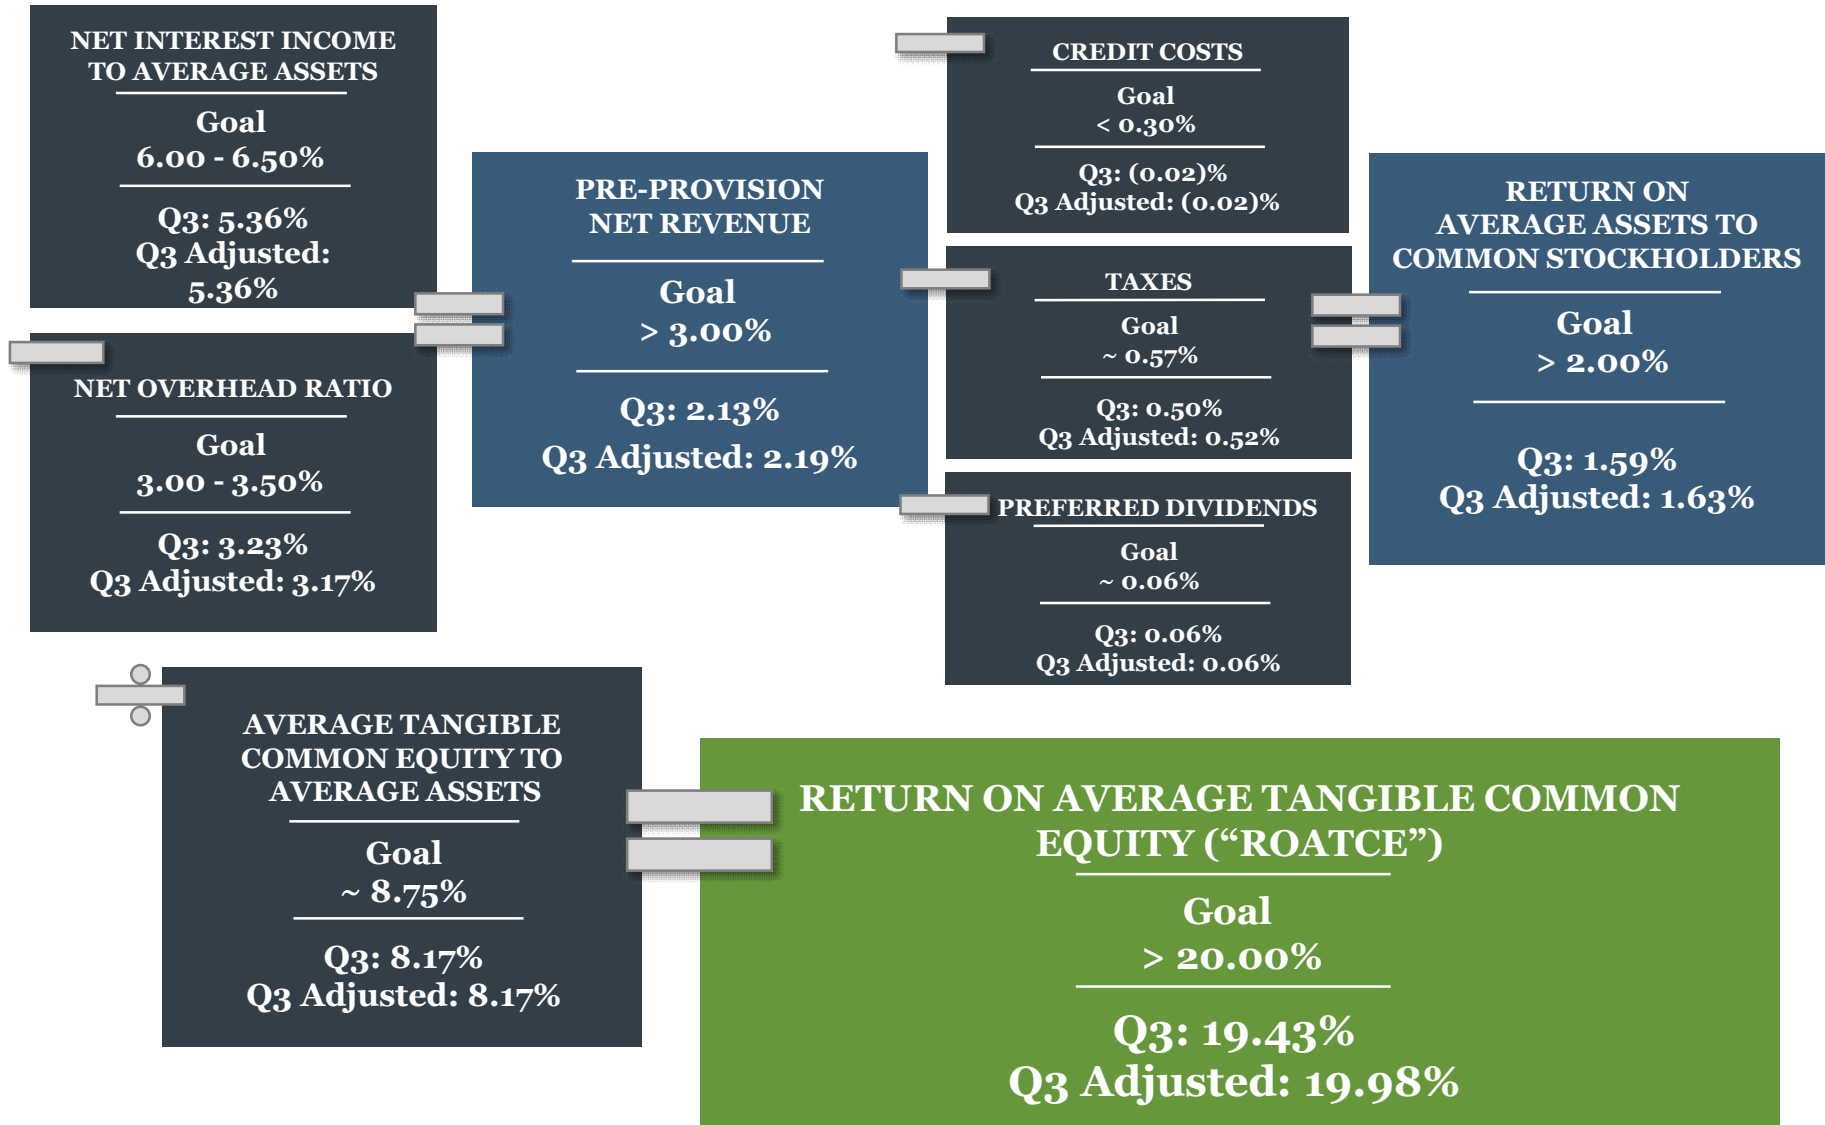 NET INTEREST INCOME
TO AVERAGE ASSETS
Goal
6.00 - 6.50%
Q3: 5.36%
Q3 Adjusted:
5.36%
NET OVERHEAD RATIO
Goal
3.00 - 3.50%
Q3: 3.23%
Q3 Adjusted: 3.17%
PRE-PROVISION
NET REVENUE
Goal
> 3.00%
Q3: 2.13%
Q3 Adjusted: 2.19%
CREDIT COSTS
Goal
< 0.30%
Q3: (0.02)%
Q3 Adjusted: (0.02)%
TAXES
Goal
~ 0.57%
Q3: 0.50%
Q3 Adjusted: 0.52%
PREFERRED DIVIDENDS
Goal
~ 0.06%
Q3: 0.06%
Q3 Adjusted: 0.06%
RETURN ON
AVERAGE ASSETS TO
COMMON STOCKHOLDERS
Goal
> 2.00%
Q3: 1.59%
Q3 Adjusted: 1.63%
AVERAGE TANGIBLE
COMMON EQUITY TO
AVERAGE ASSETS
Goal
~ 8.75%
Q3: 8.17%
Q3 Adjusted: 8.17%
RETURN ON AVERAGE TANGIBLE COMMON
EQUITY (“ROATCE”)
Goal
> 20.00%
Q3: 19.43%
Q3 Adjusted: 19.98%